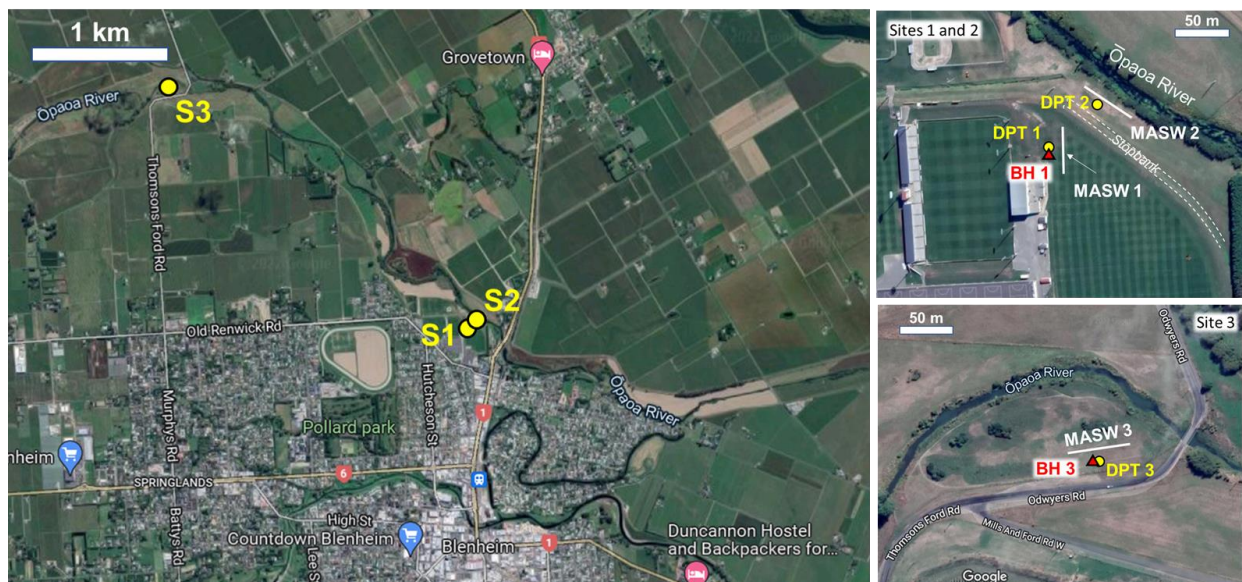 1 km
Grovetown
Ōpaoa River
S3
Thomsons Ford Rd
S2
S1
Old Renwick Rd
Hutcheson St
Ōpaoa River
1
Pollard park
Murphys Rd
nheim
6
SPRINGLANDS
High St
Countdown Blenheim
Battys Rd
Lee S
Blenheim
1
Duncannon Hostel
and Backpackers for...
Sites 1 and 2
50 m
Ōpaoa River
DPT 2
DPT 1
MASW 2
Stopbank
BH 1
MASW 1
50 m
Site 3
Odwyers Rd
Ōpaoa River
MASW 3
BH 3
DPT 3
Odwyers Rd
Thomsons Ford Rd
Mills And Ford Rd W
Google